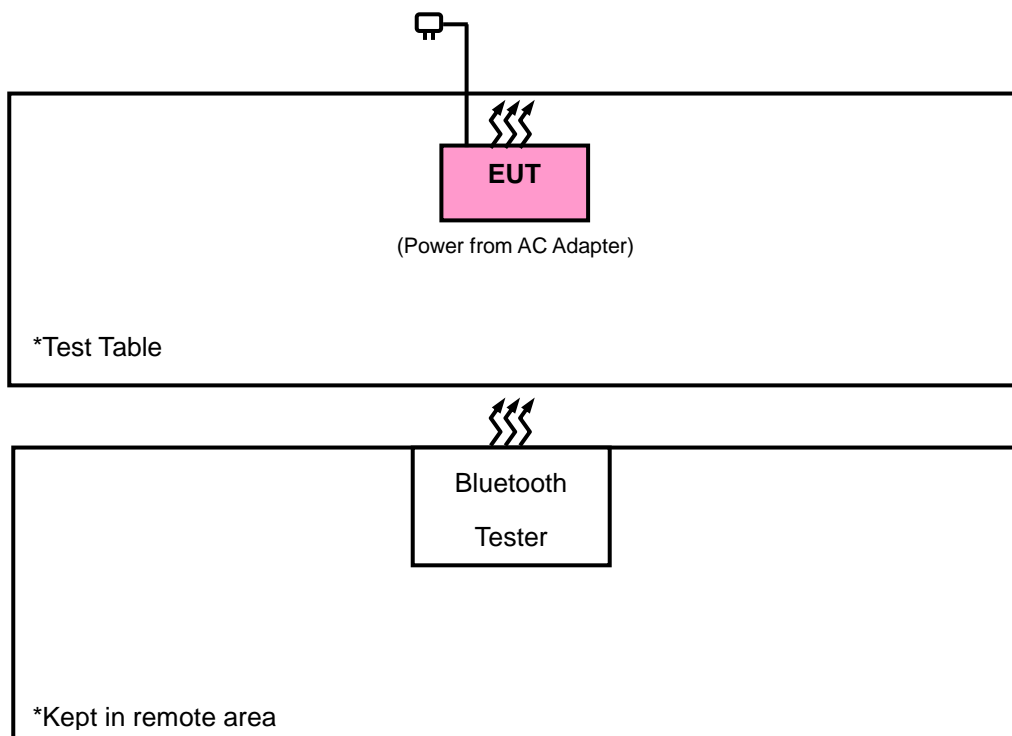 EUT
(Power from AC Adapter)
*Test Table
Bluetooth
Tester
*Kept in remote area